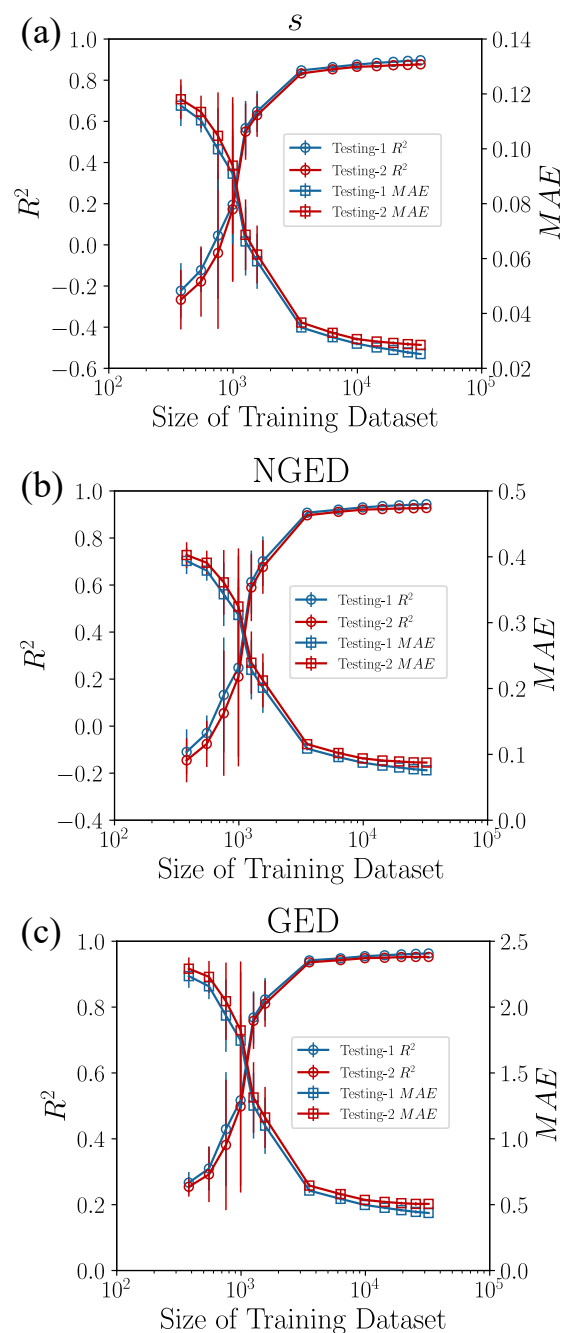 (a)
s
1.0
0.8
0.6
0.4
0.2
0.0
−0.2
−0.4
−0.6
R²
0.14
0.12
0.10
0.08
0.06
0.04
0.02
MAE
Testing-1 R²
Testing-2 R²
Testing-1 MAE
Testing-2 MAE
10² 10³ 10⁴ 10⁵
Size of Training Dataset
(b)
NGED
1.0
0.8
0.6
0.4
0.2
0.0
−0.2
−0.4
R²
0.5
0.4
0.3
0.2
0.1
0.0
MAE
Testing-1 R²
Testing-2 R²
Testing-1 MAE
Testing-2 MAE
10² 10³ 10⁴ 10⁵
Size of Training Dataset
(c)
GED
1.0
0.8
0.6
0.4
0.2
0.0
R²
2.5
2.0
1.5
1.0
0.5
0.0
MAE
Testing-1 R²
Testing-2 R²
Testing-1 MAE
Testing-2 MAE
10² 10³ 10⁴ 10⁵
Size of Training Dataset